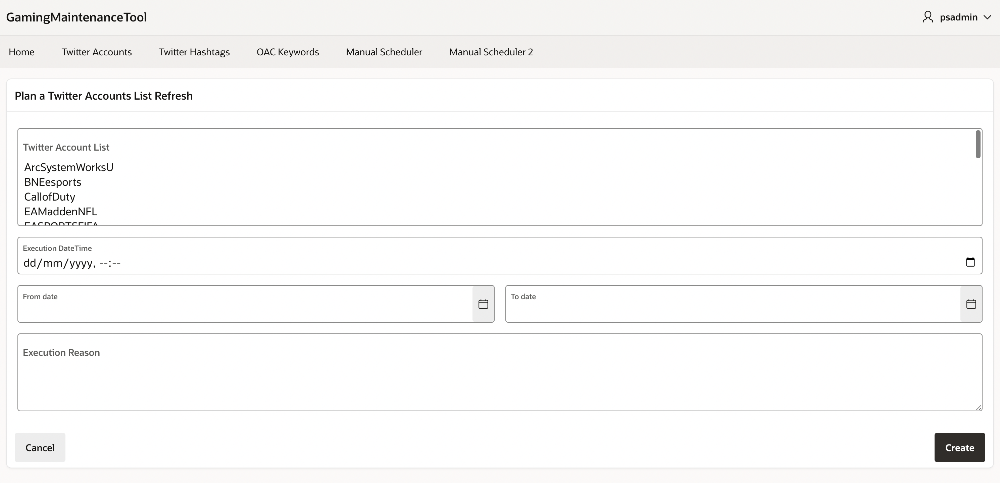 GamingMaintenanceTool
psadmin
Home Twitter Accounts Twitter Hashtags OAC Keywords Manual Scheduler Manual Scheduler 2
Plan a Twitter Accounts List Refresh
Twitter Account List
ArcSystemWorksU
BNEesports
CallofDuty
EAMaddenNFL
EASPORTSFIFA
Execution DateTime
dd/mm/yyyy, --:--
From date
To date
Execution Reason
Cancel
Create